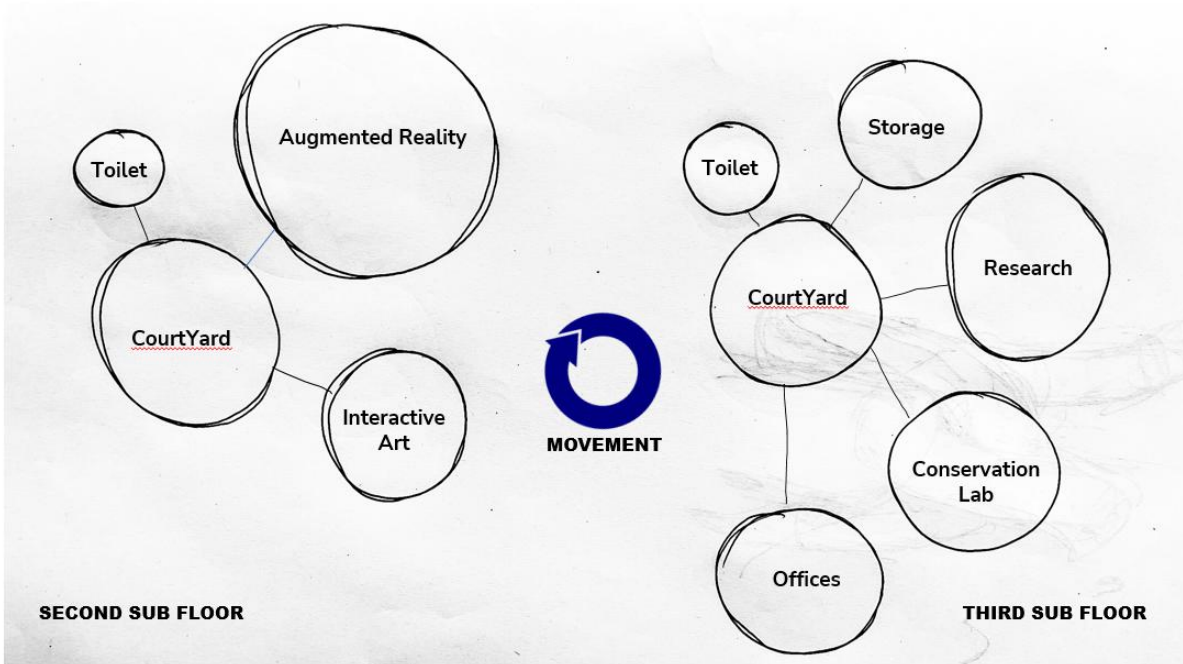 Augmented Reality
Toilet
CourtYard
Interactive
Art
SECOND SUB FLOOR
MOVEMENT
Storage
Toilet
Research
CourtYard
Conservation
Lab
Offices
THIRD SUB FLOOR